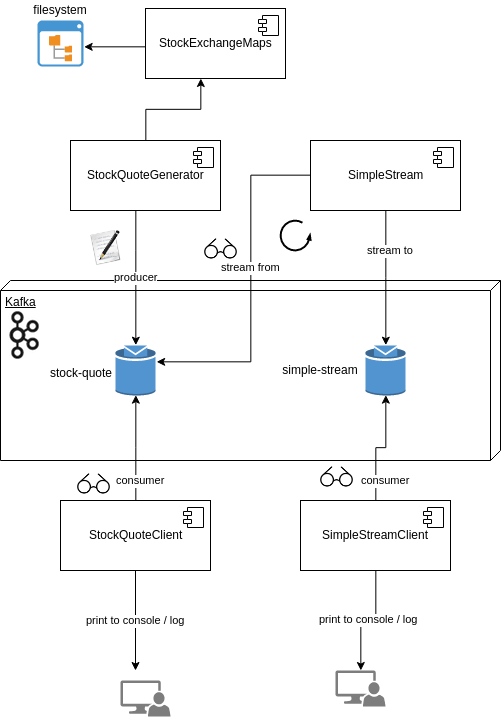 filesystem
StockExchangeMaps
StockQuoteGenerator
SimpleStream
stream to
stream from
producer
Kafka
stock-quote
simple-stream
consumer
consumer
StockQuoteClient
SimpleStreamClient
print to console / log
print to console / log